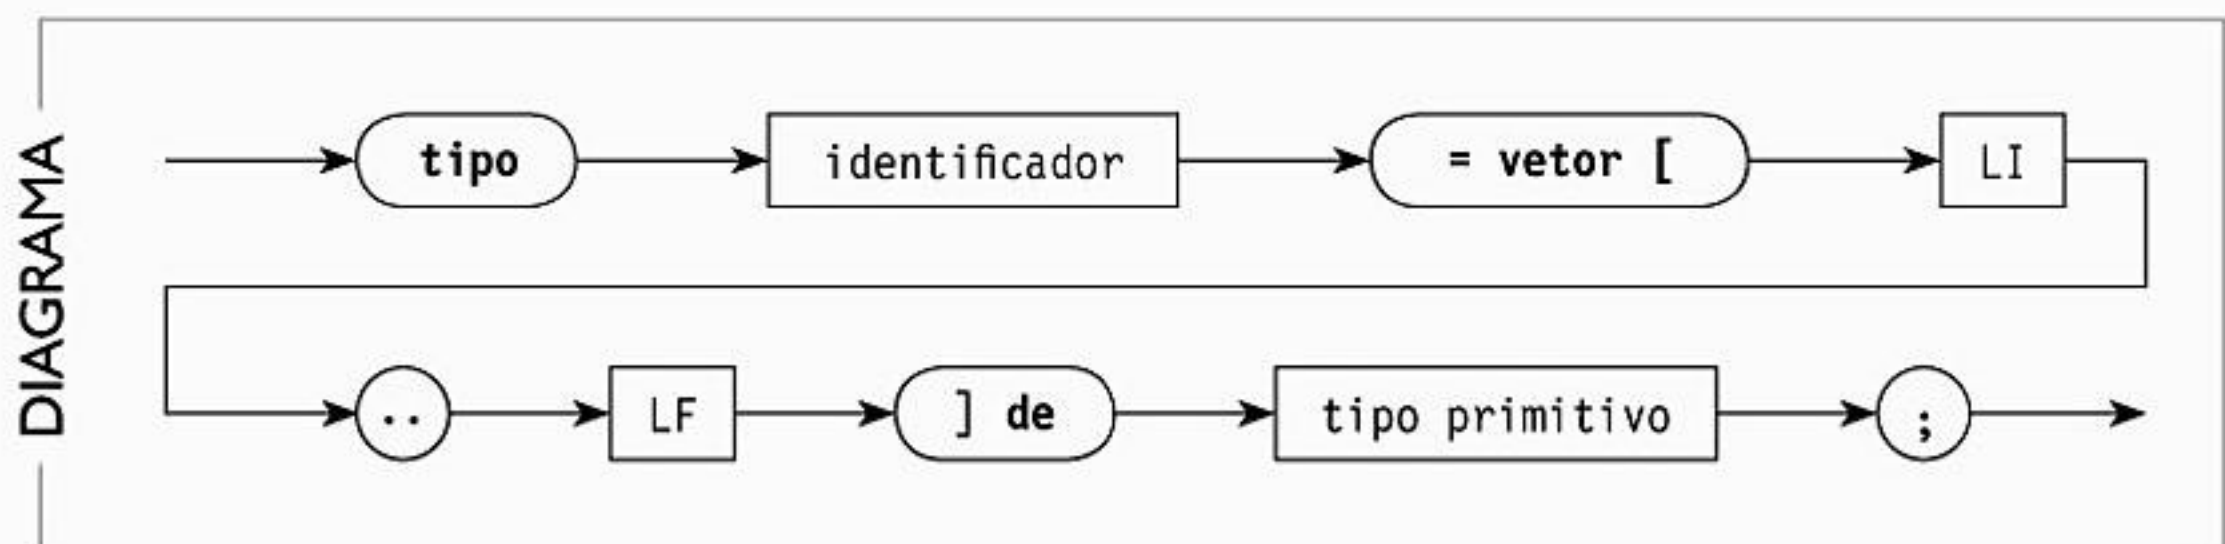 DIAGRAMA
tipo identificador = vetor [ LI
.. LF ] de tipo primitivo ;